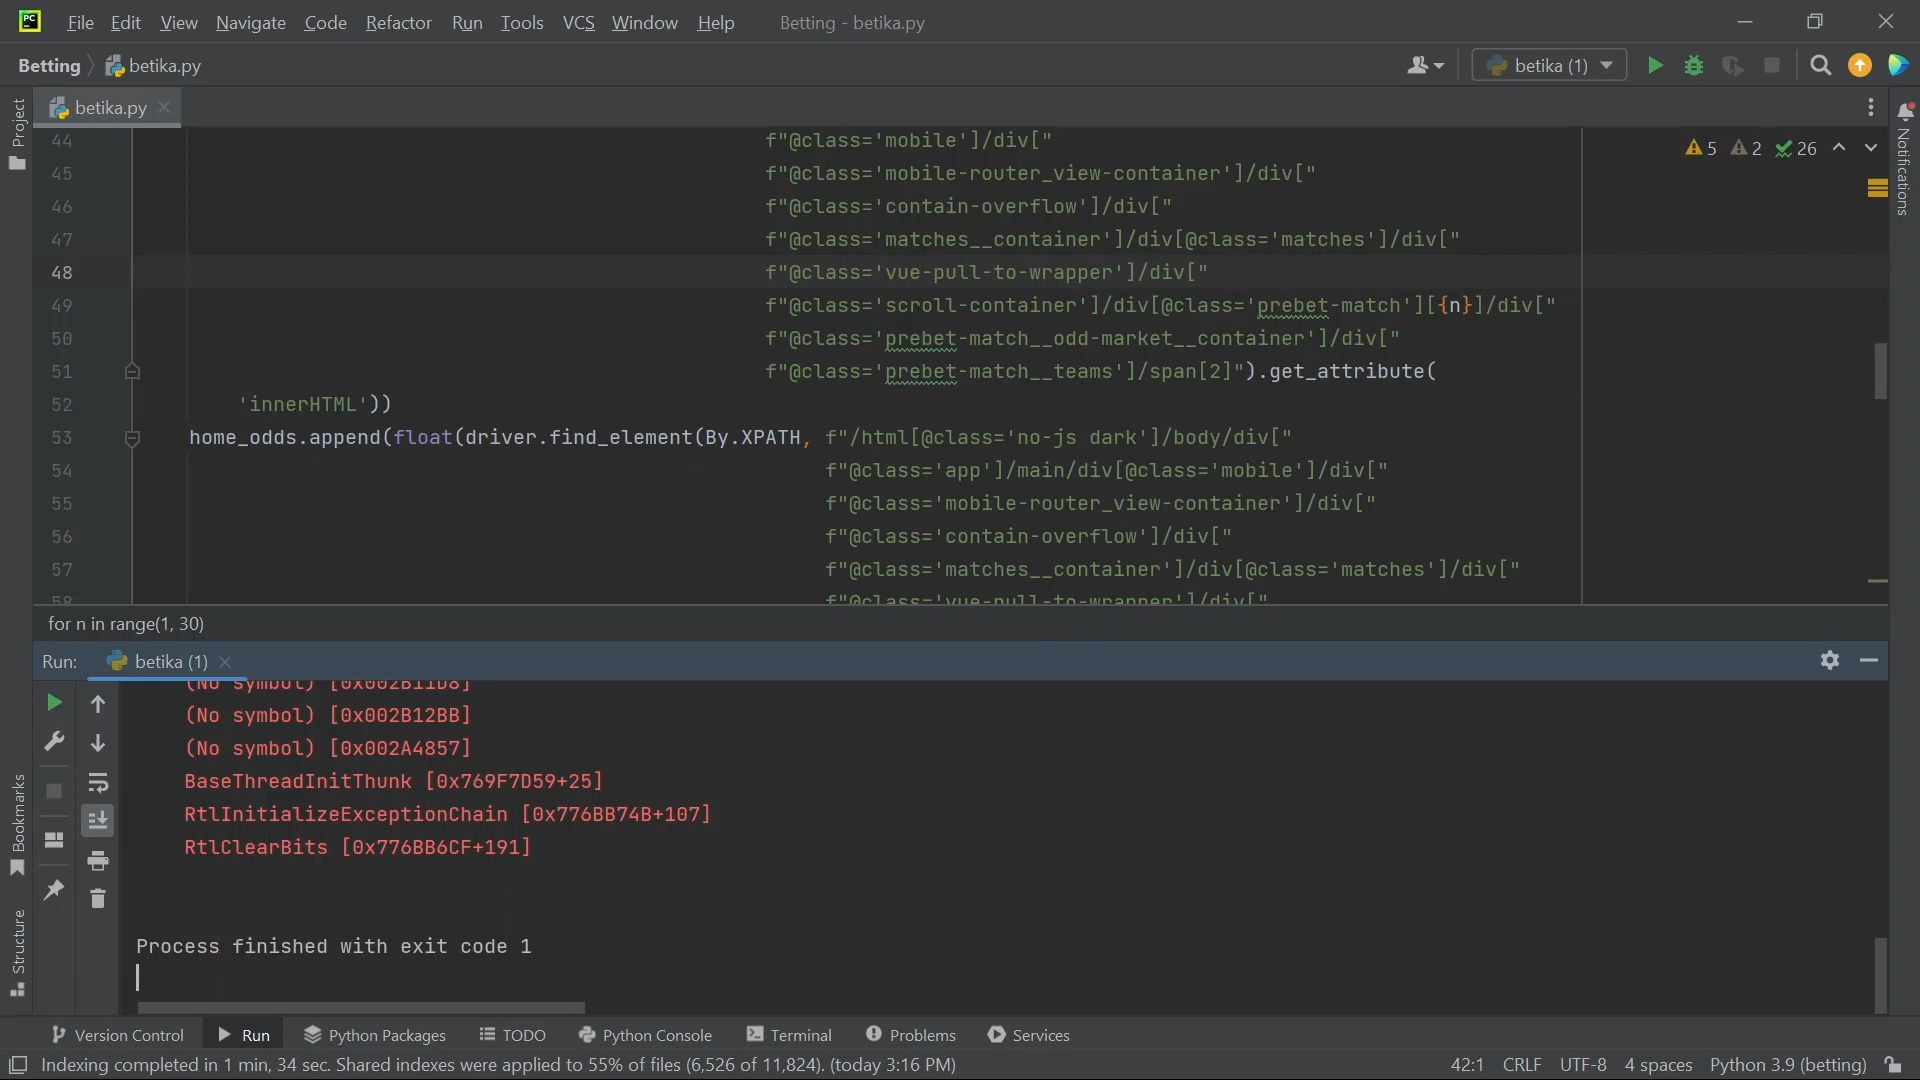 PC File Edit View Navigate Code Refactor Run Tools VCS Window Help Betting - betika.py
Betting betika.py betika (1)
Project
betika.py
Notifications
5 2 26
44 f"@class='mobile']/div["
45 f"@class='mobile-router_view-container']/div["
46 f"@class='contain-overflow']/div["
47 f"@class='matches__container']/div[@class='matches']/div["
48 f"@class='vue-pull-to-wrapper']/div["
49 f"@class='scroll-container']/div[@class='prebet-match'][{n}]/div["
50 f"@class='prebet-match__odd-market__container']/div["
51 f"@class='prebet-match__teams']/span[2]").get_attribute(
52 'innerHTML'))
53 home_odds.append(float(driver.find_element(By.XPATH, f"/html[@class='no-js dark']/body/div["
54 f"@class='app']/main/div[@class='mobile']/div["
55 f"@class='mobile-router_view-container']/div["
56 f"@class='contain-overflow']/div["
57 f"@class='matches__container']/div[@class='matches']/div["
58 f"@class='vue-pull-to-wrapper']/div["
for n in range(1, 30)
Run: betika (1)
(No symbol) [0x002B11D8]
(No symbol) [0x002B12BB]
(No symbol) [0x002A4857]
BaseThreadInitThunk [0x769F7D59+25]
RtlInitializeExceptionChain [0x776BB74B+107]
RtlClearBits [0x776BB6CF+191]
Process finished with exit code 1
Bookmarks
Structure
Version Control Run Python Packages TODO Python Console Terminal Problems Services
Indexing completed in 1 min, 34 sec. Shared indexes were applied to 55% of files (6,526 of 11,824). (today 3:16 PM) 42:1 CRLF UTF-8 4 spaces Python 3.9 (betting)